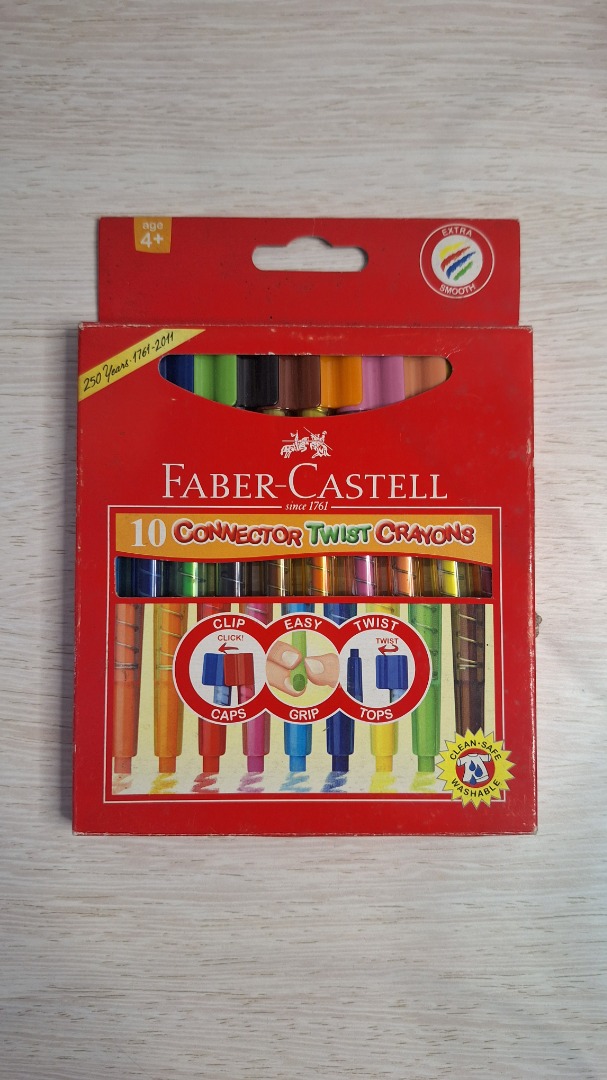 age
4+
EXTRA
SMOOTH
250 Years · 1761-2011
FABER-CASTELL
since 1761
10 CONNECTOR TWIST CRAYONS
CLIP
CLICK!
CAPS
EASY
GRIP
TWIST
TWIST
TOPS
CLEAN·SAFE
WASHABLE